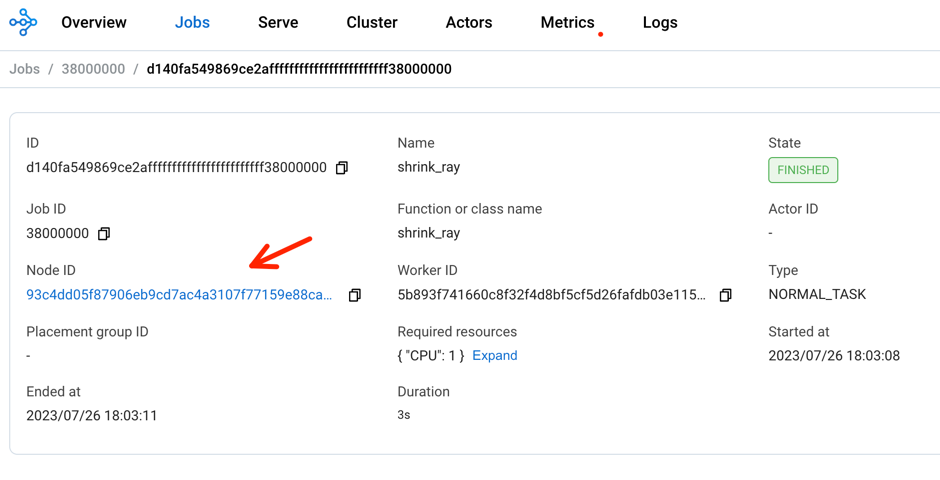 Overview Jobs Serve Cluster Actors Metrics Logs
Jobs / 38000000 / d140fa549869ce2affffffffffffffffffffffff38000000
ID Name State
d140fa549869ce2affffffffffffffffffffffff38000000 shrink_ray FINISHED
Job ID Function or class name Actor ID
38000000 shrink_ray -
Node ID Worker ID Type
93c4dd05f87906eb9cd7ac4a3107f77159e88ca... 5b893f741660c8f32f4d8bf5cf5d26fafdb03e115... NORMAL_TASK
Placement group ID Required resources Started at
- { "CPU": 1 } Expand 2023/07/26 18:03:08
Ended at Duration
2023/07/26 18:03:11 3s